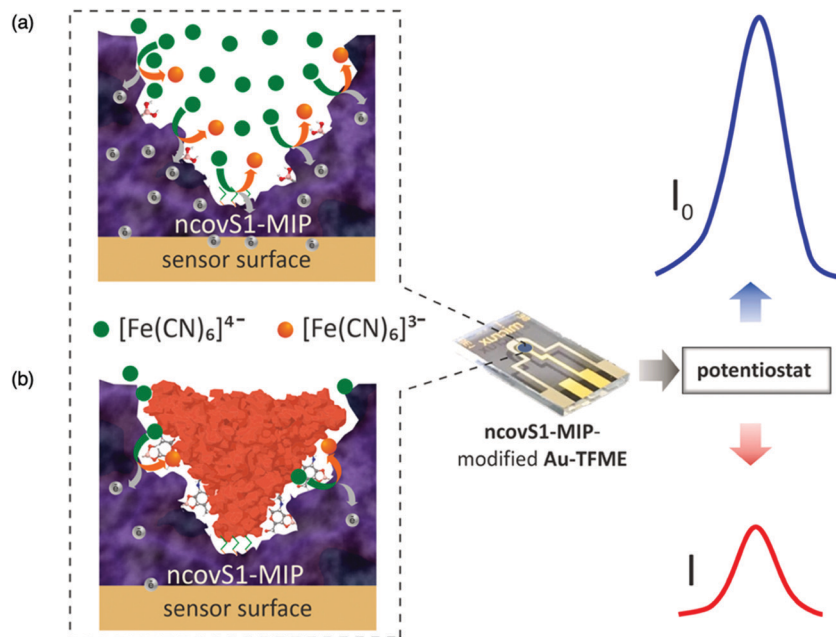 (a)
I₀
ncovS1-MIP
sensor surface
[Fe(CN)₆]⁴⁻
[Fe(CN)₆]³⁻
(b)
potentiostat
ncovS1-MIP-
modified Au-TFME
I
ncovS1-MIP
sensor surface